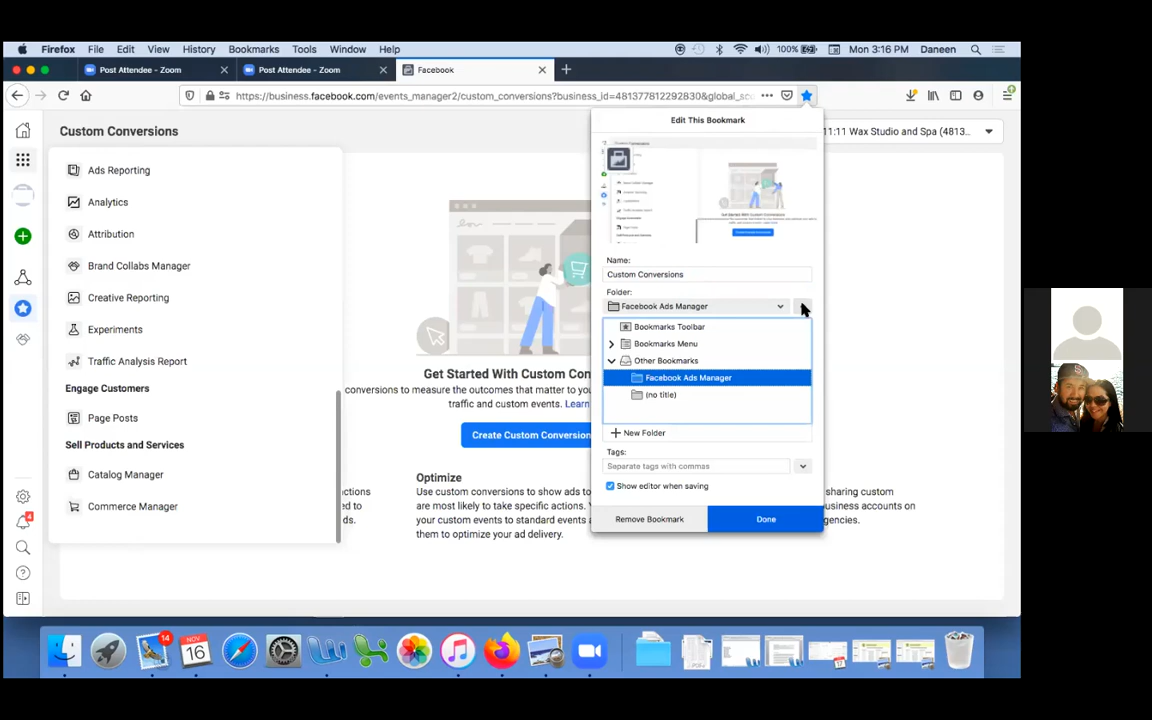 Firefox File Edit View History Bookmarks Tools Window Help 100% Mon 3:16 PM Daneen
Post Attendee - Zoom
Post Attendee - Zoom
Facebook
https://business.facebook.com/events_manager2/custom_conversions?business_id=481377812292830&global_sco
Custom Conversions
11:11 Wax Studio and Spa (4813...
Ads Reporting
Analytics
Attribution
Brand Collabs Manager
Creative Reporting
Experiments
Traffic Analysis Report
Engage Customers
Page Posts
Sell Products and Services
Catalog Manager
Commerce Manager
4
Get Started With Custom Con
conversions to measure the outcomes that matter to you
traffic and custom events. Learn
Create Custom Conversion
Optimize
Use custom conversions to show ads to
are most likely to take specific actions.
your custom events to standard events
them to optimize your ad delivery.
nactions
ds.
sharing custom
ousiness accounts on
gencies.
Edit This Bookmark
Name:
Custom Conversions
Folder:
Facebook Ads Manager
Bookmarks Toolbar
Bookmarks Menu
Other Bookmarks
Facebook Ads Manager
(no title)
New Folder
Tags:
Separate tags with commas
Show editor when saving
Remove Bookmark
Done
14
NOV
16